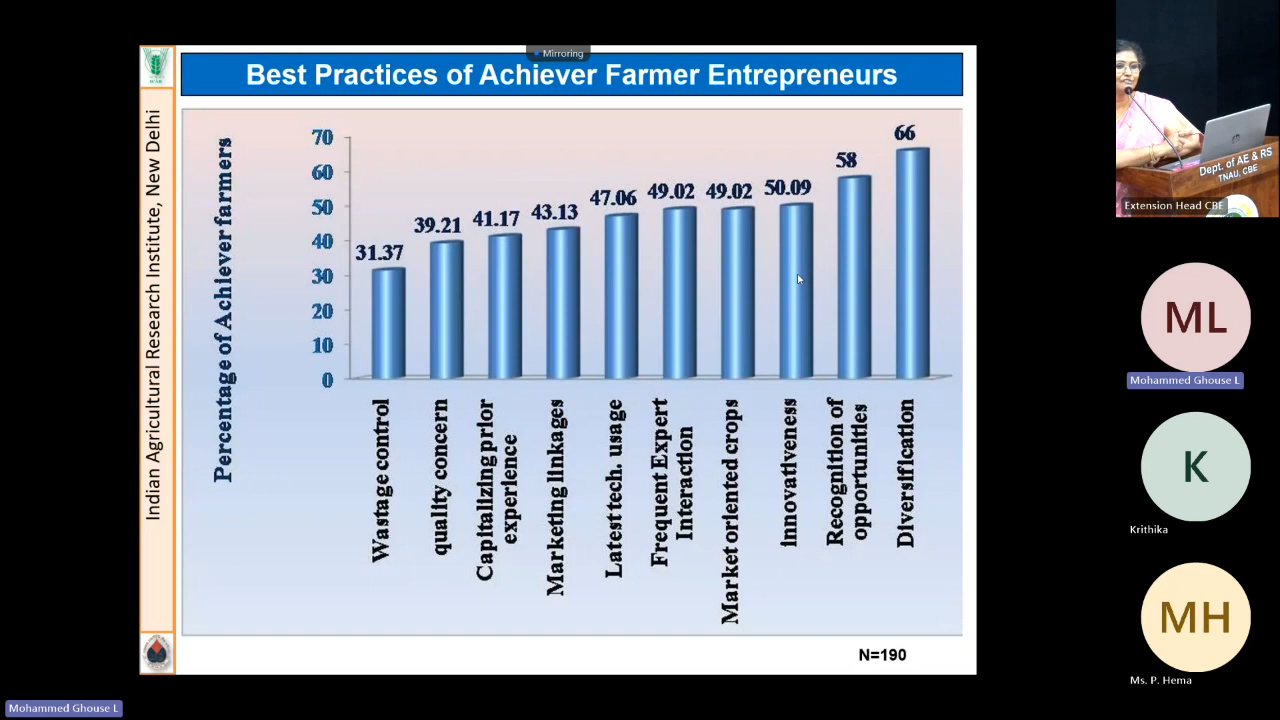 Mirroring
Best Practices of Achiever Farmer Entrepreneurs
Indian Agricultural Research Institute, New Delhi
Percentage of Achiever farmers
70
60
50
40
30
20
10
0
31.37
39.21
41.17
43.13
47.06
49.02
49.02
50.09
58
66
Wastage control
quality concern
Capitalizing prior
experience
Marketing linkages
Latest tech. usage
Frequent Expert
Interaction
Market oriented crops
innovativeness
Recognition of
opportunities
Diversification
N=190
Dept. of AE & RS
TNAU, CBE
Extension Head CBE
ML
Mohammed Ghouse L
K
Krithika
MH
Ms. P. Hema
Mohammed Ghouse L